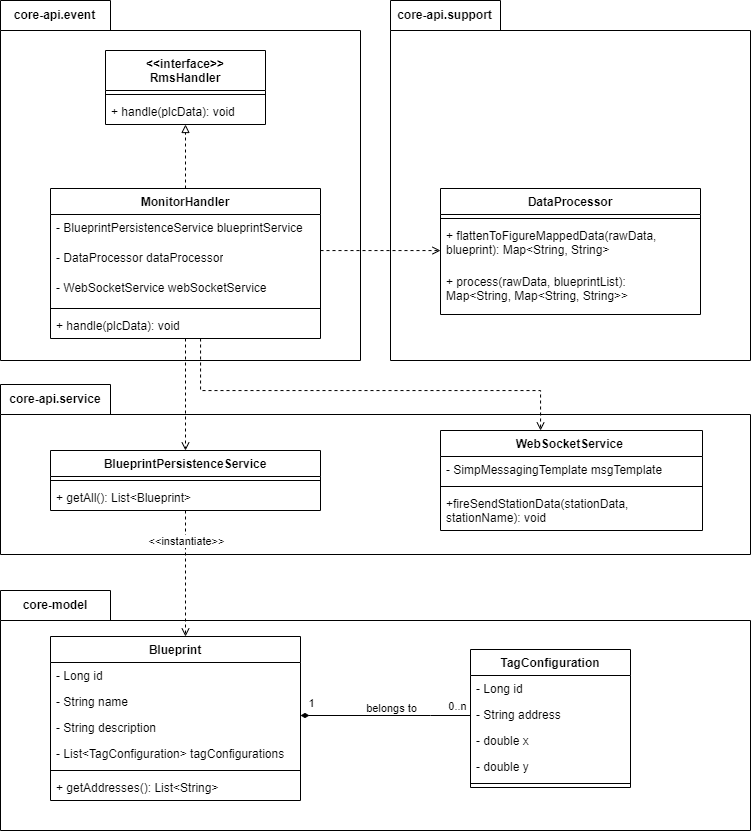 core-api.event
<<interface>>
RmsHandler
+ handle(plcData): void
MonitorHandler
- BlueprintPersistenceService blueprintService
- DataProcessor dataProcessor
- WebSocketService webSocketService
+ handle(plcData): void
core-api.support
DataProcessor
+ flattenToFigureMappedData(rawData,
blueprint): Map<String, String>
+ process(rawData, blueprintList):
Map<String, Map<String, String>>
core-api.service
BlueprintPersistenceService
+ getAll(): List<Blueprint>
WebSocketService
- SimpMessagingTemplate msgTemplate
+fireSendStationData(stationData,
stationName): void
<<instantiate>>
core-model
Blueprint
- Long id
- String name
- String description
- List<TagConfiguration> tagConfigurations
+ getAddresses(): List<String>
1
belongs to
0..n
TagConfiguration
- Long id
- String address
- double x
- double y